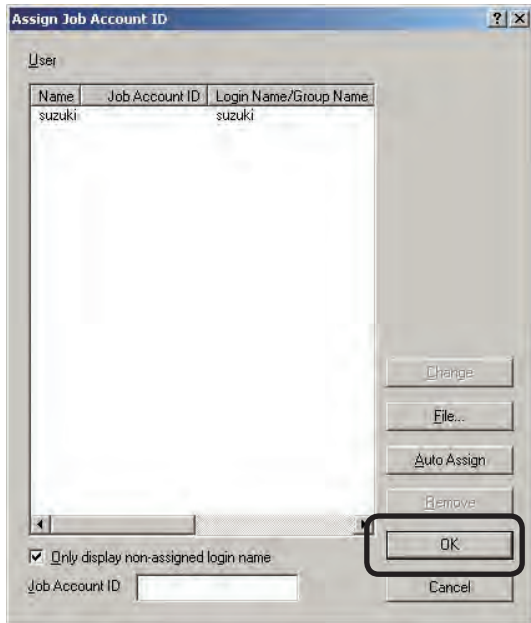 Assign Job Account ID
User
Name Job Account ID Login Name/Group Name
suzuki suzuki
Change
File...
Auto Assign
Remove
OK
Only display non-assigned login name
Job Account ID
Cancel